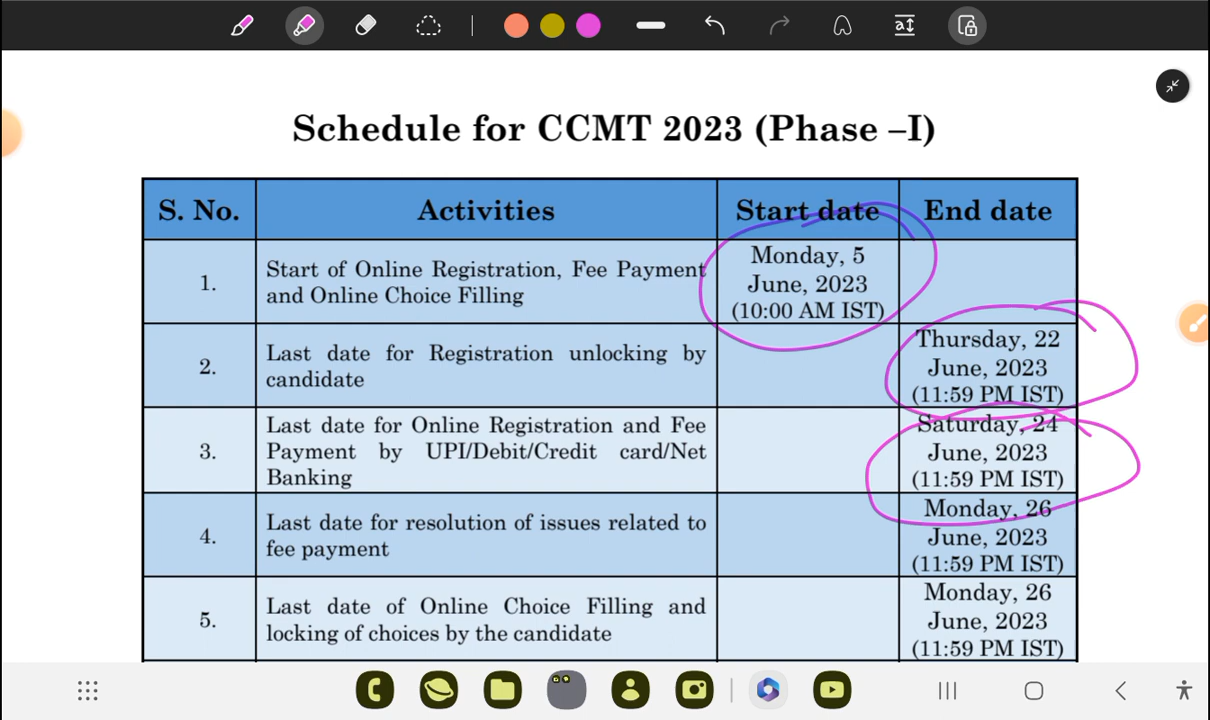 Schedule for CCMT 2023 (Phase –I)
S. No.
Activities
Start date
End date
1.
Start of Online Registration, Fee Payment
and Online Choice Filling
Monday, 5
June, 2023
(10:00 AM IST)
2.
Last date for Registration unlocking by
candidate
Thursday, 22
June, 2023
(11:59 PM IST)
3.
Last date for Online Registration and Fee
Payment by UPI/Debit/Credit card/Net
Banking
Saturday, 24
June, 2023
(11:59 PM IST)
4.
Last date for resolution of issues related to
fee payment
Monday, 26
June, 2023
(11:59 PM IST)
5.
Last date of Online Choice Filling and
locking of choices by the candidate
Monday, 26
June, 2023
(11:59 PM IST)